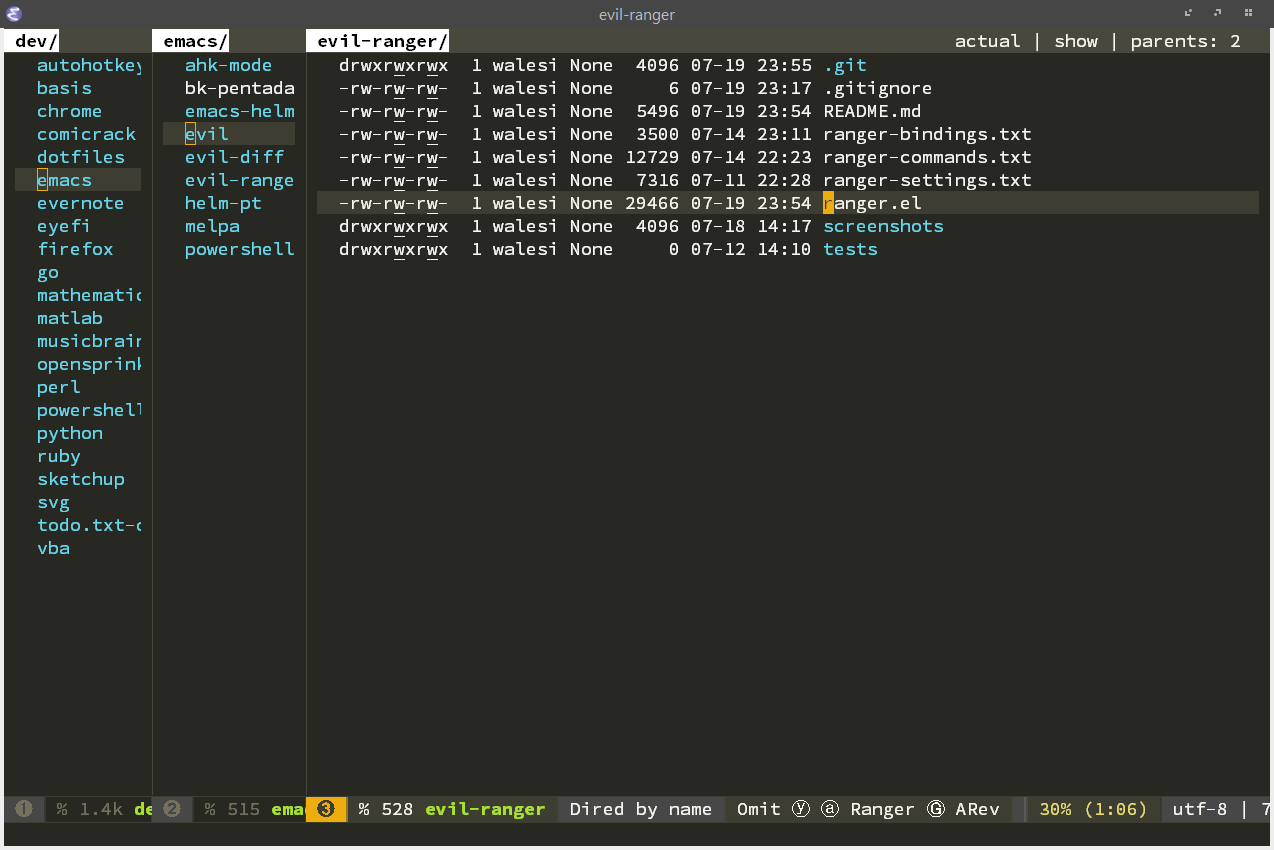 evil-ranger
dev/
autohotkey
basis
chrome
comicrack
dotfiles
emacs
evernote
eyefi
firefox
go
mathematic
matlab
musicbrain
opensprink
perl
powershell
python
ruby
sketchup
svg
todo.txt-c
vba
emacs/
ahk-mode
bk-pentada
emacs-helm
evil
evil-diff
evil-range
helm-pt
melpa
powershell
evil-ranger/ actual | show | parents: 2
drwxrwxrwx 1 walesi None 4096 07-19 23:55 .git
-rw-rw-rw- 1 walesi None 6 07-19 23:17 .gitignore
-rw-rw-rw- 1 walesi None 5496 07-19 23:54 README.md
-rw-rw-rw- 1 walesi None 3500 07-14 23:11 ranger-bindings.txt
-rw-rw-rw- 1 walesi None 12729 07-14 22:23 ranger-commands.txt
-rw-rw-rw- 1 walesi None 7316 07-11 22:28 ranger-settings.txt
-rw-rw-rw- 1 walesi None 29466 07-19 23:54 ranger.el
drwxrwxrwx 1 walesi None 4096 07-18 14:17 screenshots
drwxrwxrwx 1 walesi None 0 07-12 14:10 tests
❶ % 1.4k de ❷ % 515 ema ❸ % 528 evil-ranger Dired by name Omit ⓨ ⓐ Ranger Ⓖ ARev | 30% (1:06) utf-8 | 7